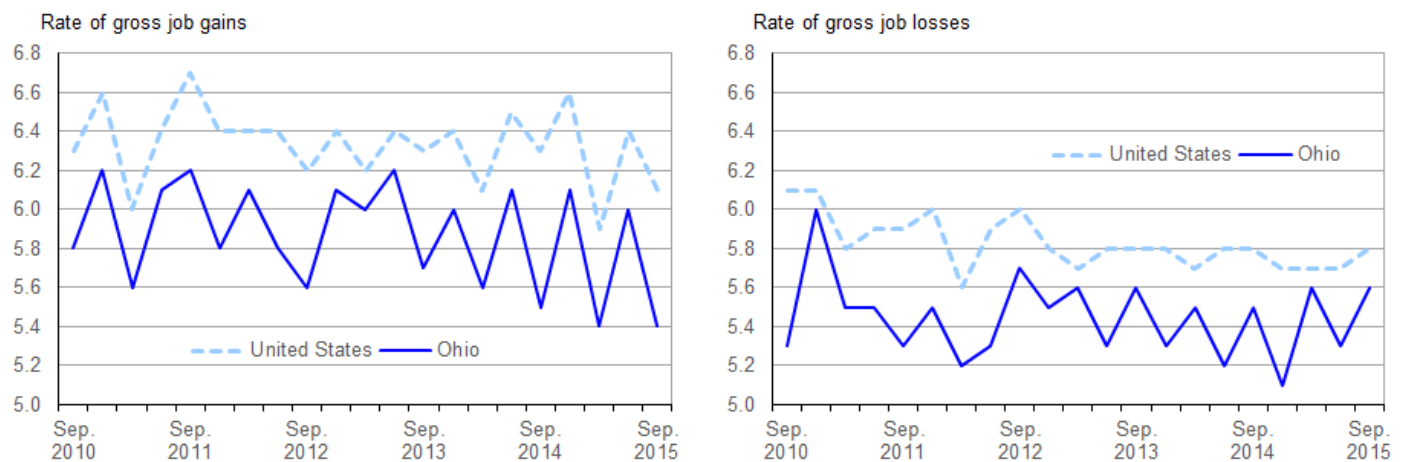 Rate of gross job gains
6.8
6.6
6.4
6.2
6.0
5.8
5.6
5.4
5.2
5.0
United States Ohio
Sep. Sep. Sep. Sep. Sep. Sep.
2010 2011 2012 2013 2014 2015
Rate of gross job losses
6.8
6.6
6.4
6.2
6.0
5.8
5.6
5.4
5.2
5.0
United States Ohio
Sep. Sep. Sep. Sep. Sep. Sep.
2010 2011 2012 2013 2014 2015